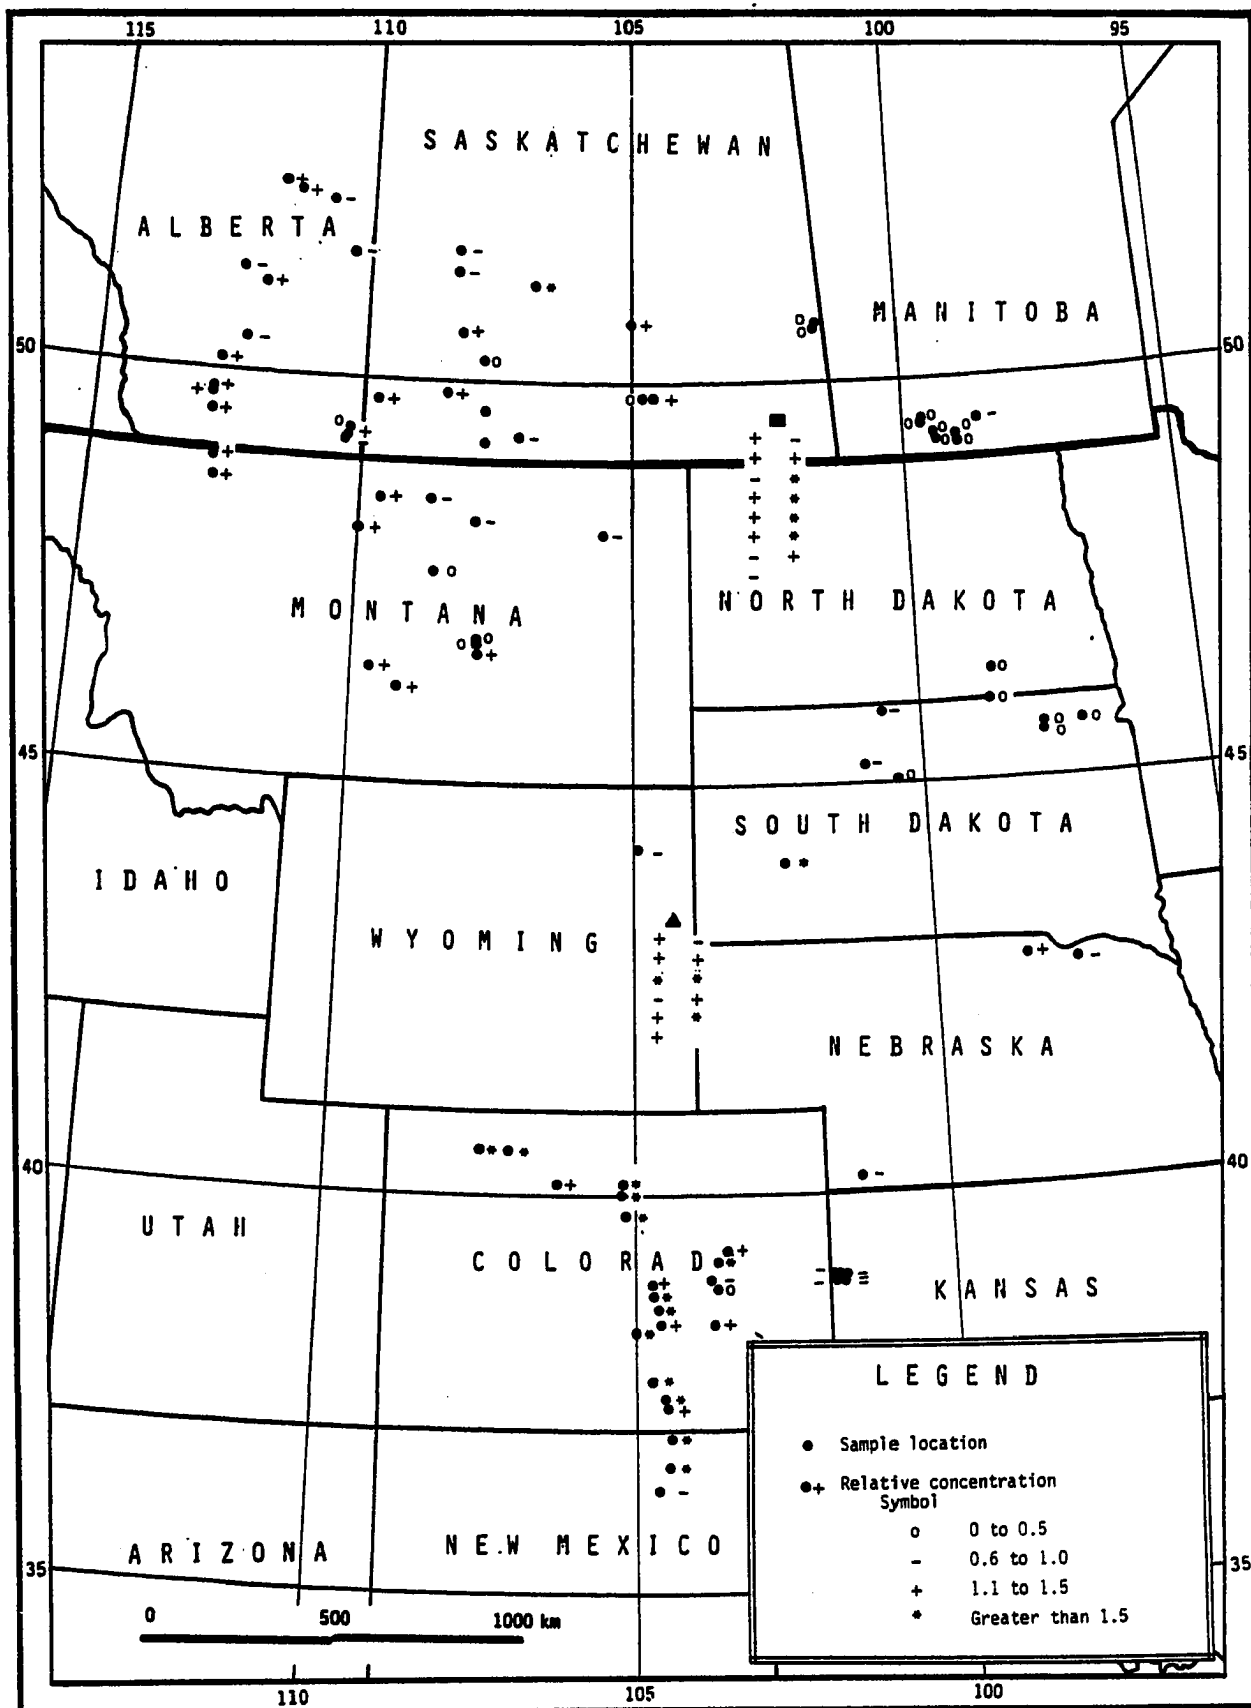 115 110 105 100 95
SASKATCHEWAN
ALBERTA
MANITOBA
50 50
MONTANA
NORTH DAKOTA
45 45
SOUTH DAKOTA
IDAHO
WYOMING
NEBRASKA
40 40
UTAH
COLORADO
KANSAS
LEGEND
● Sample location
●+ Relative concentration
Symbol
o 0 to 0.5
- 0.6 to 1.0
+ 1.1 to 1.5
* Greater than 1.5
ARIZONA
NEW MEXICO
35 35
0 500 1000 km
110 105 100